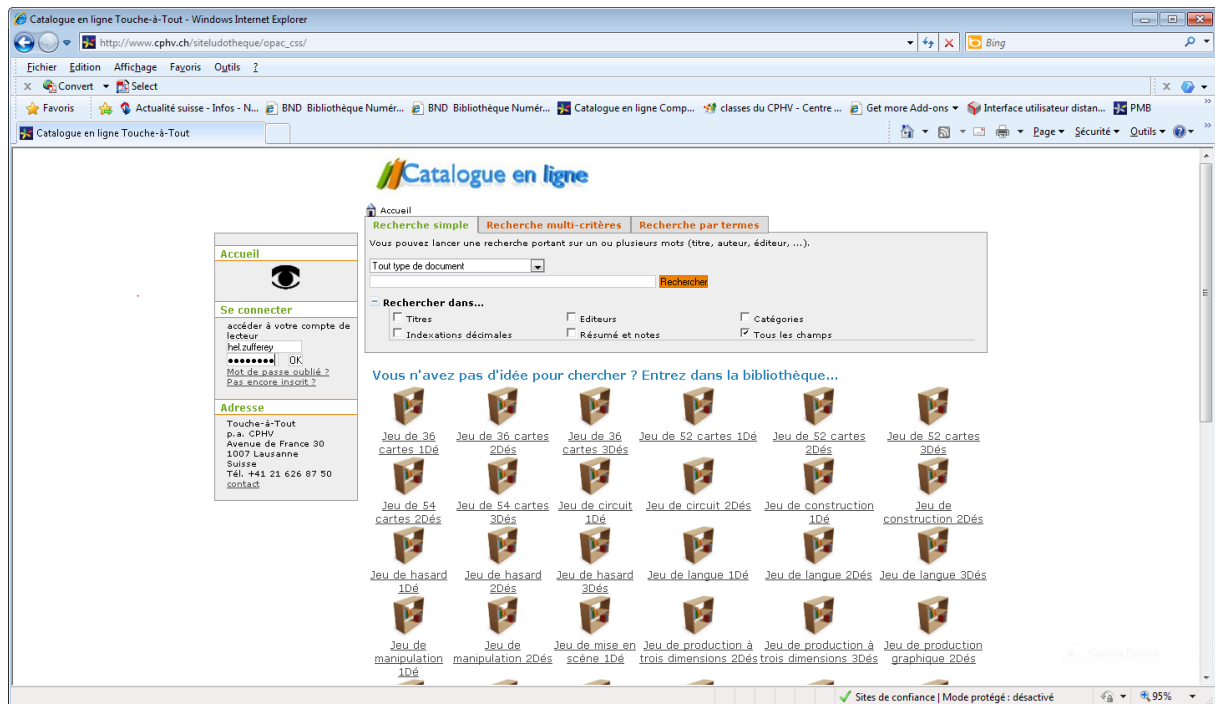 Catalogue en ligne Touche-à-Tout - Windows Internet Explorer
http://www.cphv.ch/siteludotheque/opac_css/
Bing
Fichier Edition Affichage Favoris Outils ?
x Convert Select x
Favoris Actualité suisse - Infos - N... BND Bibliothèque Numér... BND Bibliothèque Numér... Catalogue en ligne Comp... classes du CPHV - Centre ... Get more Add-ons Interface utilisateur distan... PMB »
Catalogue en ligne Touche-à-Tout
Page Sécurité Outils »
Catalogue en ligne
Accueil
Recherche simple Recherche multi-critères Recherche par termes
Vous pouvez lancer une recherche portant sur un ou plusieurs mots (titre, auteur, éditeur, ...).
Tout type de document
Rechercher
Rechercher dans...
Titres Editeurs Catégories
Indexations décimales Résumé et notes Tous les champs
Accueil
Se connecter
accéder à votre compte de
lecteur
hel.zufferey
●●●●●●●● OK
Mot de passe oublié ?
Pas encore inscrit ?
Adresse
Touche-à-Tout
p.a. CPHV
Avenue de France 30
1007 Lausanne
Suisse
Tél. +41 21 626 87 50
contact
Vous n'avez pas d'idée pour chercher ? Entrez dans la bibliothèque...
Jeu de 36 cartes 1Dé
Jeu de 36 cartes 2Dés
Jeu de 36 cartes 3Dés
Jeu de 52 cartes 1Dé
Jeu de 52 cartes 2Dés
Jeu de 52 cartes 3Dés
Jeu de 54 cartes 2Dés
Jeu de 54 cartes 3Dés
Jeu de circuit 1Dé
Jeu de circuit 2Dés
Jeu de construction 1Dé
Jeu de construction 2Dés
Jeu de hasard 1Dé
Jeu de hasard 2Dés
Jeu de hasard 3Dés
Jeu de langue 1Dé
Jeu de langue 2Dés
Jeu de langue 3Dés
Jeu de manipulation 1Dé
Jeu de manipulation 2Dés
Jeu de mise en scène 1Dé
Jeu de production à trois dimensions 2Dés
Jeu de production à trois dimensions 3Dés
Jeu de production graphique 2Dés
Sites de confiance | Mode protégé : désactivé
95%